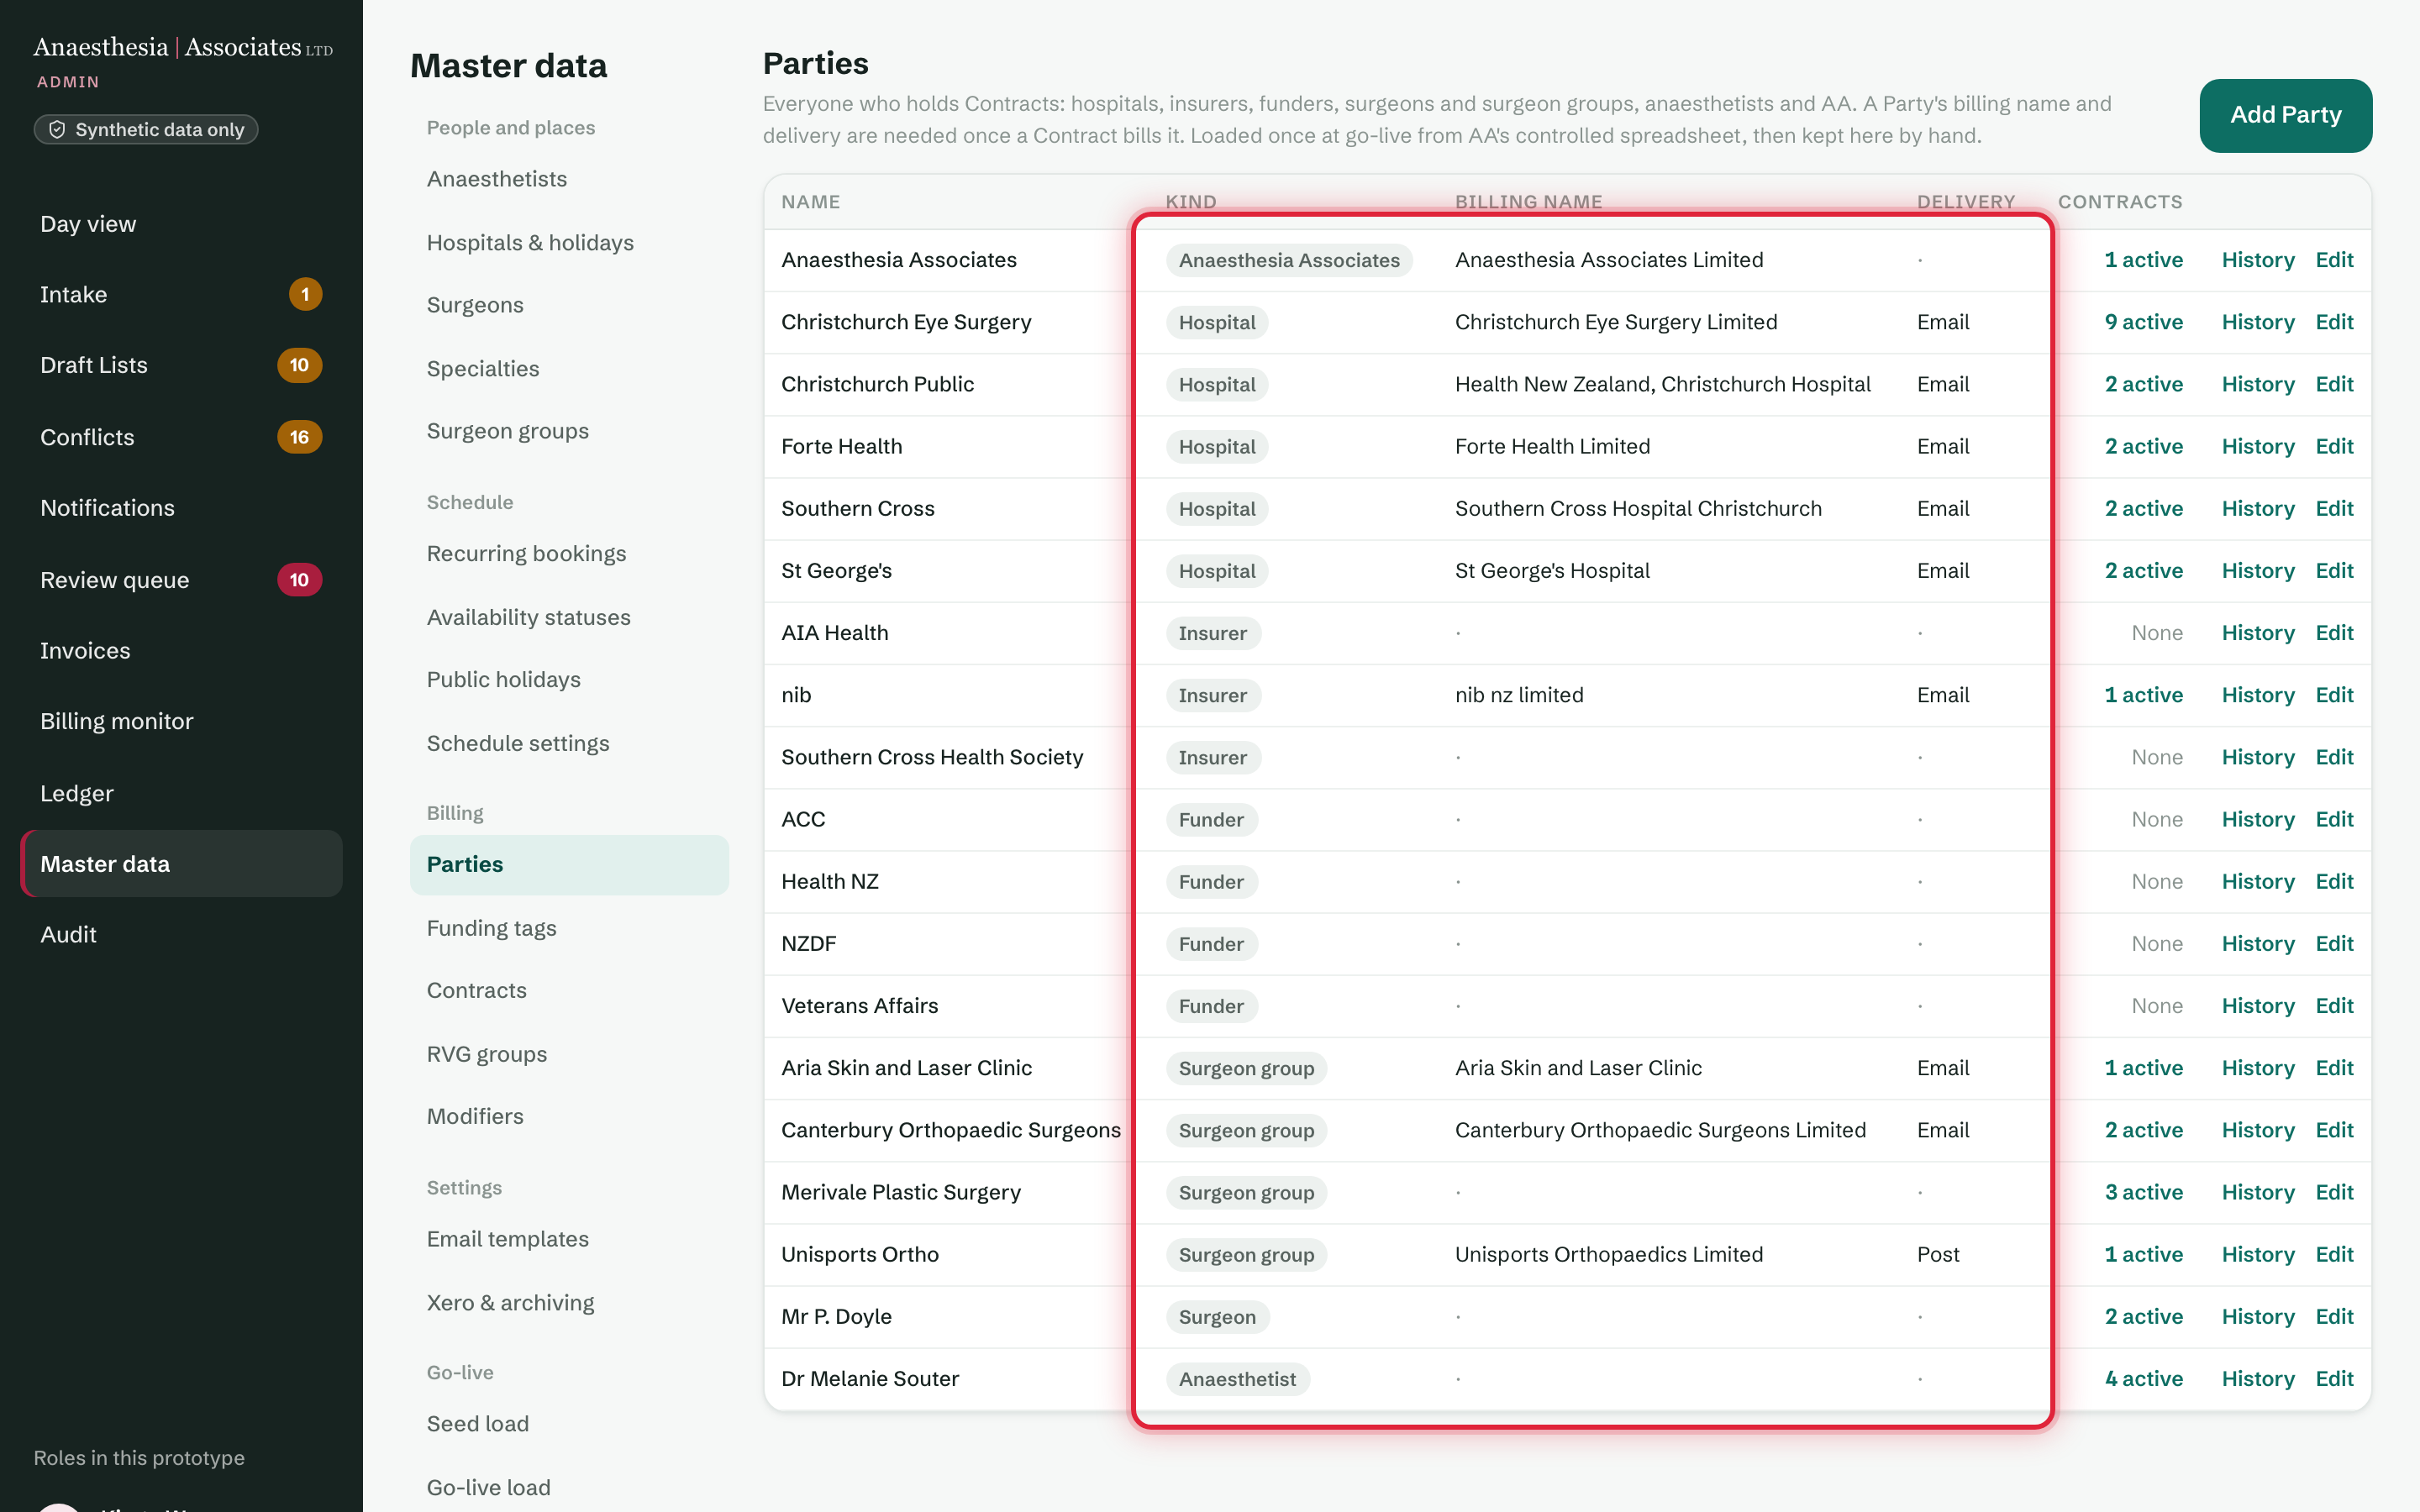 Anaesthesia | Associates LTD
ADMIN
Synthetic data only
Day view
Intake 1
Draft Lists 10
Conflicts 16
Notifications
Review queue 10
Invoices
Billing monitor
Ledger
Master data
Audit
Roles in this prototype
Master data
People and places
Anaesthetists
Hospitals & holidays
Surgeons
Specialties
Surgeon groups
Schedule
Recurring bookings
Availability statuses
Public holidays
Schedule settings
Billing
Parties
Funding tags
Contracts
RVG groups
Modifiers
Settings
Email templates
Xero & archiving
Go-live
Seed load
Go-live load
Parties
Everyone who holds Contracts: hospitals, insurers, funders, surgeons and surgeon groups, anaesthetists and AA. A Party's billing name and
delivery are needed once a Contract bills it. Loaded once at go-live from AA's controlled spreadsheet, then kept here by hand.
Add Party
NAME KIND BILLING NAME DELIVERY CONTRACTS
Anaesthesia Associates Anaesthesia Associates Anaesthesia Associates Limited · 1 active History Edit
Christchurch Eye Surgery Hospital Christchurch Eye Surgery Limited Email 9 active History Edit
Christchurch Public Hospital Health New Zealand, Christchurch Hospital Email 2 active History Edit
Forte Health Hospital Forte Health Limited Email 2 active History Edit
Southern Cross Hospital Southern Cross Hospital Christchurch Email 2 active History Edit
St George's Hospital St George's Hospital Email 2 active History Edit
AIA Health Insurer · · None History Edit
nib Insurer nib nz limited Email 1 active History Edit
Southern Cross Health Society Insurer · · None History Edit
ACC Funder · · None History Edit
Health NZ Funder · · None History Edit
NZDF Funder · · None History Edit
Veterans Affairs Funder · · None History Edit
Aria Skin and Laser Clinic Surgeon group Aria Skin and Laser Clinic Email 1 active History Edit
Canterbury Orthopaedic Surgeons Surgeon group Canterbury Orthopaedic Surgeons Limited Email 2 active History Edit
Merivale Plastic Surgery Surgeon group · · 3 active History Edit
Unisports Ortho Surgeon group Unisports Orthopaedics Limited Post 1 active History Edit
Mr P. Doyle Surgeon · · 2 active History Edit
Dr Melanie Souter Anaesthetist · · 4 active History Edit